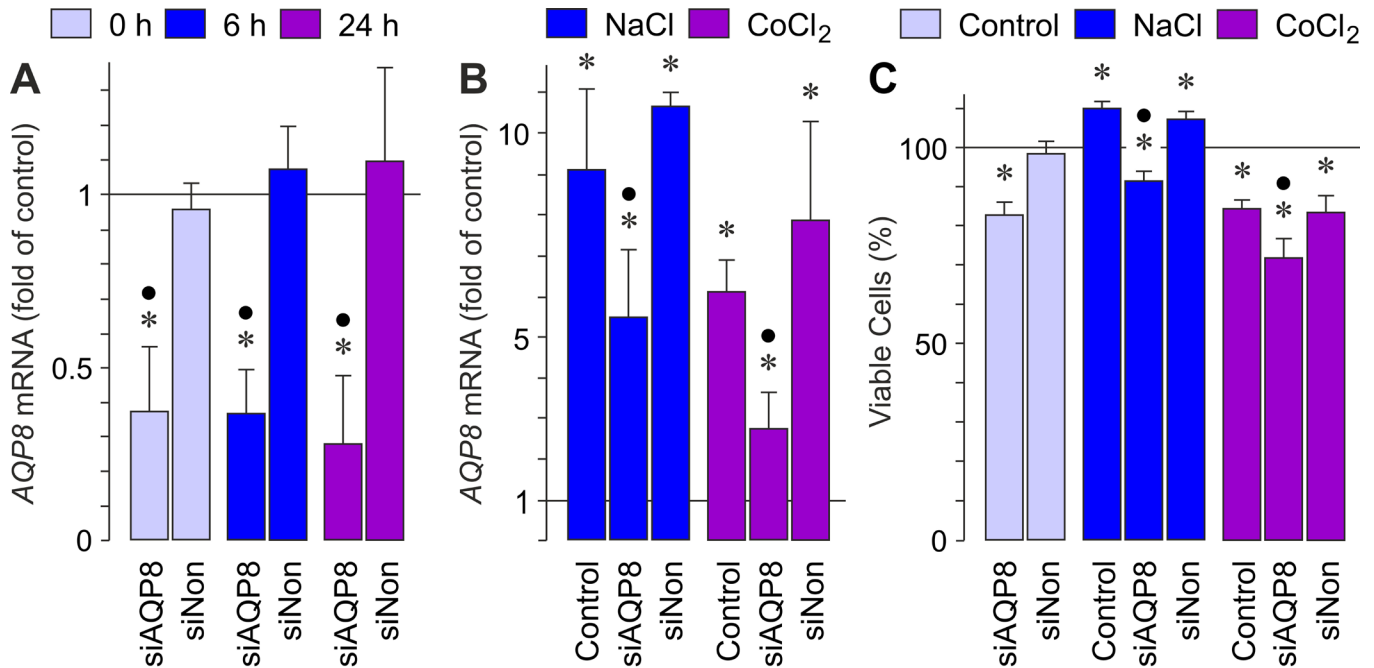 0 h 6 h 24 h
A
AQP8 mRNA (fold of control)
1
0.5
0
siAQP8
siNon
siAQP8
siNon
siAQP8
siNon
NaCl CoCl₂
B
AQP8 mRNA (fold of control)
10
5
1
* * *
● *
*
● *
*
Control
siAQP8
siNon
Control
siAQP8
siNon
Control NaCl CoCl₂
C
Viable Cells (%)
100
50
0
siAQP8
siNon
Control
siAQP8
siNon
Control
siAQP8
siNon